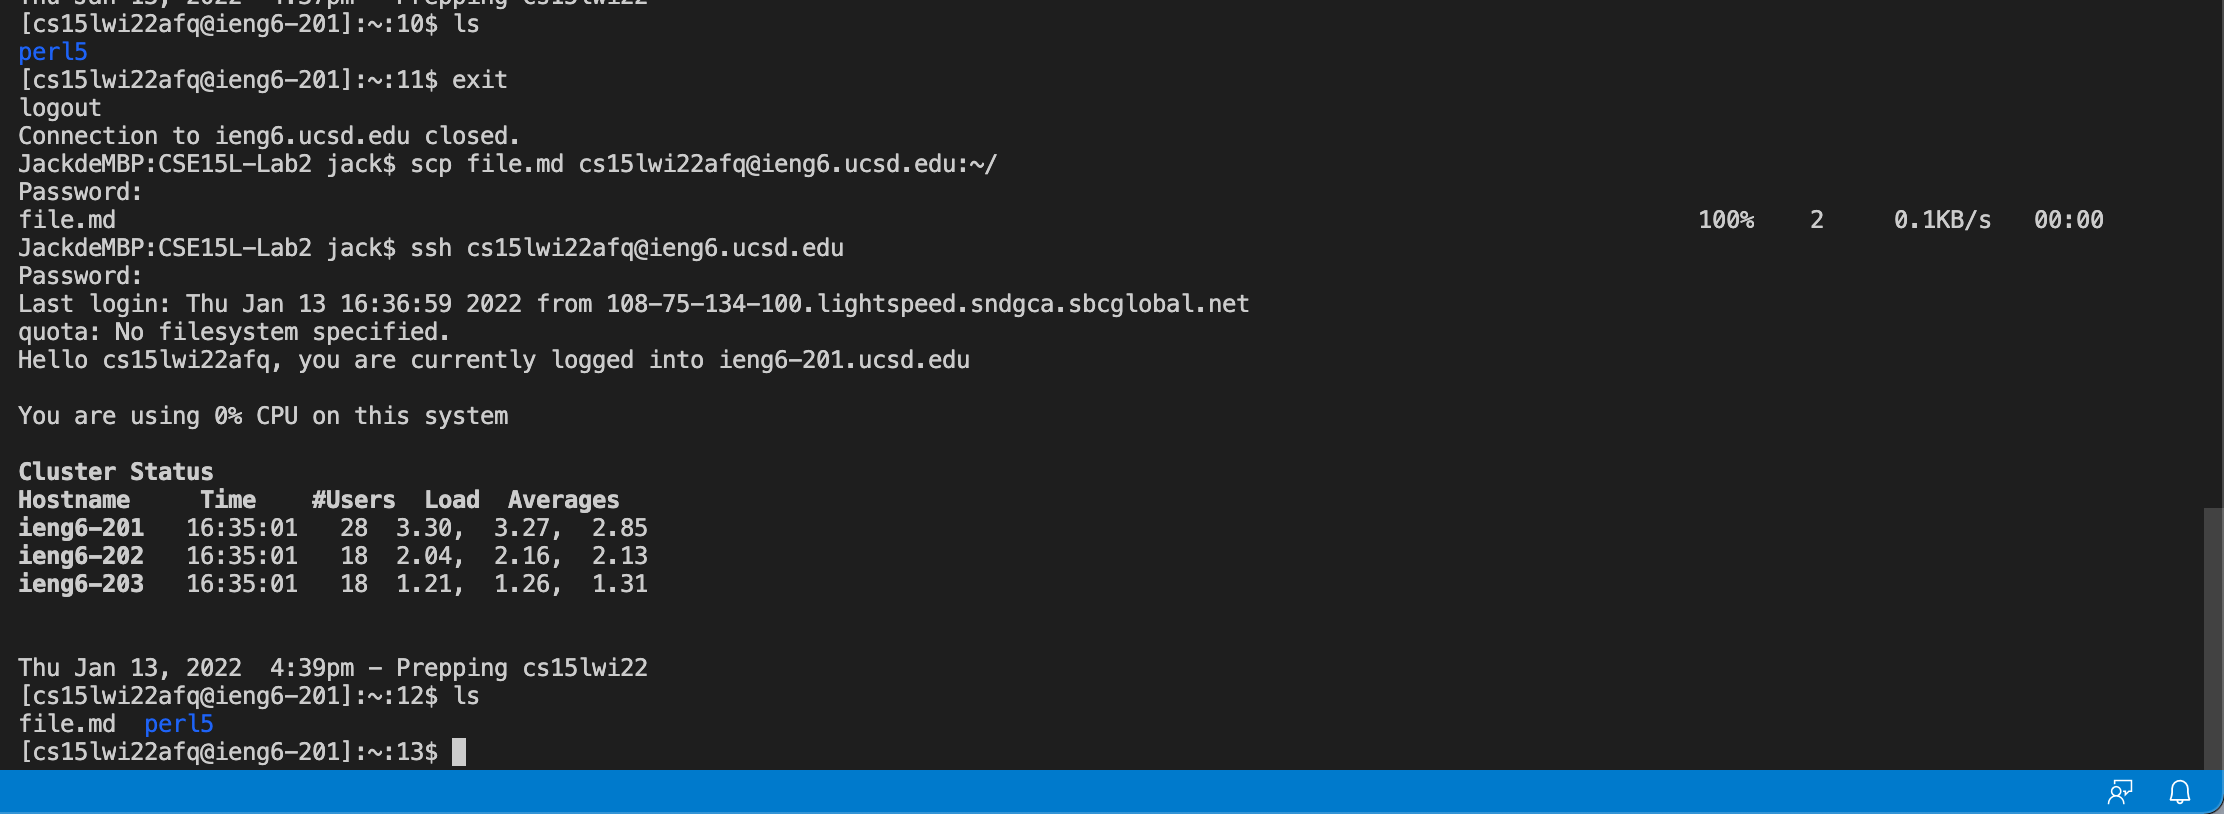 Thu Jan 13, 2022  4:37pm - Prepping cs15lwi22
[cs15lwi22afq@ieng6-201]:~:10$ ls
perl5
[cs15lwi22afq@ieng6-201]:~:11$ exit
logout
Connection to ieng6.ucsd.edu closed.
JackdeMBP:CSE15L-Lab2 jack$ scp file.md cs15lwi22afq@ieng6.ucsd.edu:~/
Password:
file.md 100% 2 0.1KB/s 00:00
JackdeMBP:CSE15L-Lab2 jack$ ssh cs15lwi22afq@ieng6.ucsd.edu
Password:
Last login: Thu Jan 13 16:36:59 2022 from 108-75-134-100.lightspeed.sndgca.sbcglobal.net
quota: No filesystem specified.
Hello cs15lwi22afq, you are currently logged into ieng6-201.ucsd.edu
You are using 0% CPU on this system
Cluster Status
Hostname     Time    #Users  Load  Averages
ieng6-201   16:35:01   28  3.30,  3.27,  2.85
ieng6-202   16:35:01   18  2.04,  2.16,  2.13
ieng6-203   16:35:01   18  1.21,  1.26,  1.31
Thu Jan 13, 2022  4:39pm - Prepping cs15lwi22
[cs15lwi22afq@ieng6-201]:~:12$ ls
file.md  perl5
[cs15lwi22afq@ieng6-201]:~:13$